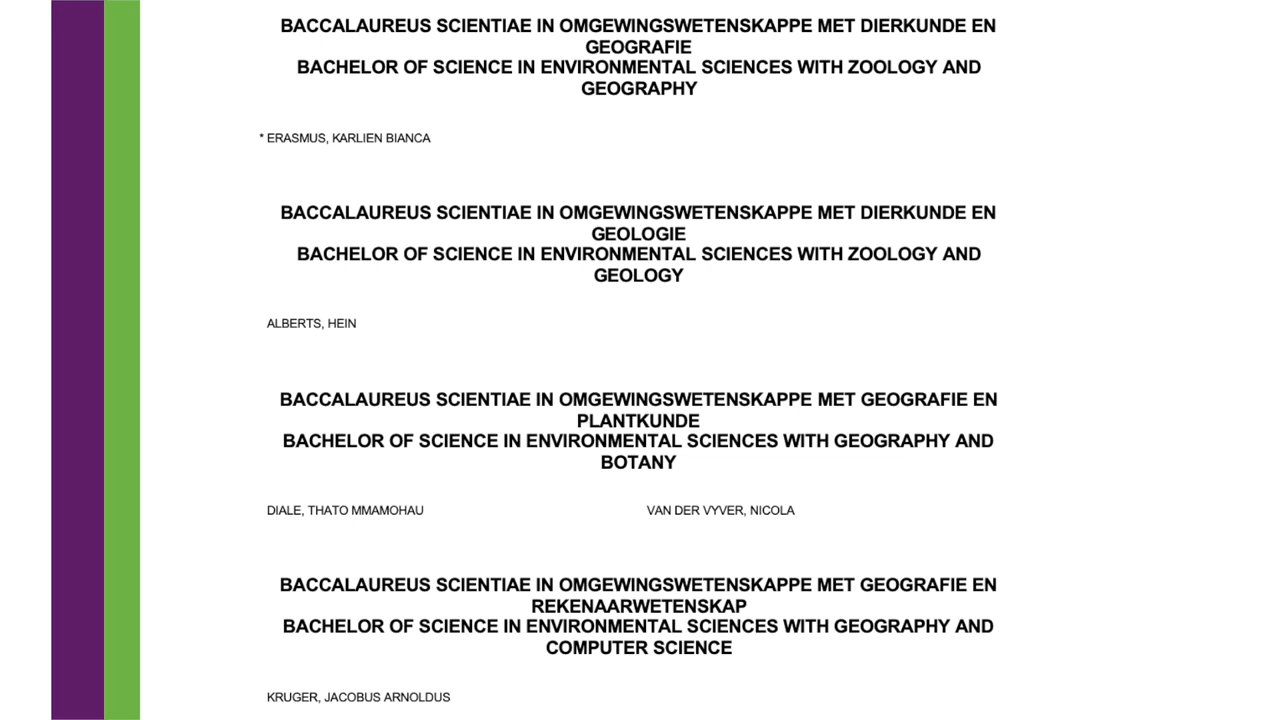 BACCALAUREUS SCIENTIAE IN OMGEWINGSWETENSKAPPE MET DIERKUNDE EN
GEOGRAFIE
BACHELOR OF SCIENCE IN ENVIRONMENTAL SCIENCES WITH ZOOLOGY AND
GEOGRAPHY
* ERASMUS, KARLIEN BIANCA
BACCALAUREUS SCIENTIAE IN OMGEWINGSWETENSKAPPE MET DIERKUNDE EN
GEOLOGIE
BACHELOR OF SCIENCE IN ENVIRONMENTAL SCIENCES WITH ZOOLOGY AND
GEOLOGY
ALBERTS, HEIN
BACCALAUREUS SCIENTIAE IN OMGEWINGSWETENSKAPPE MET GEOGRAFIE EN
PLANTKUNDE
BACHELOR OF SCIENCE IN ENVIRONMENTAL SCIENCES WITH GEOGRAPHY AND
BOTANY
DIALE, THATO MMAMOHAU VAN DER VYVER, NICOLA
BACCALAUREUS SCIENTIAE IN OMGEWINGSWETENSKAPPE MET GEOGRAFIE EN
REKENAARWETENSKAP
BACHELOR OF SCIENCE IN ENVIRONMENTAL SCIENCES WITH GEOGRAPHY AND
COMPUTER SCIENCE
KRUGER, JACOBUS ARNOLDUS